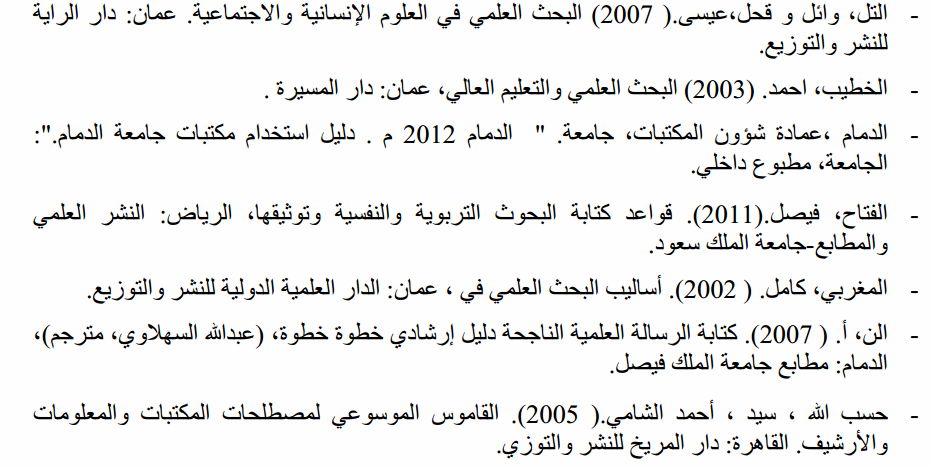 - التل، وائل و قحل،عيسى.( 2007) البحث العلمي في العلوم الإنسانية والاجتماعية. عمان: دار الراية
للنشر والتوزيع.
- الخطيب، احمد. (2003) البحث العلمي والتعليم العالي، عمان: دار المسيرة .
- الدمام ،عمادة شؤون المكتبات، جامعة. " الدمام 2012 م . دليل استخدام مكتبات جامعة الدمام.":
الجامعة، مطبوع داخلي.
- الفتاح، فيصل.(2011). قواعد كتابة البحوث التربوية والنفسية وتوثيقها، الرياض: النشر العلمي
والمطابع-جامعة الملك سعود.
- المغربي، كامل. ( 2002). أساليب البحث العلمي في ، عمان: الدار العلمية الدولية للنشر والتوزيع.
- الن، أ. ( 2007). كتابة الرسالة العلمية الناجحة دليل إرشادي خطوة خطوة، (عبدالله السهلاوي، مترجم)،
الدمام: مطابع جامعة الملك فيصل.
- حسب الله ، سيد ، أحمد الشامي.( 2005). القاموس الموسوعي لمصطلحات المكتبات والمعلومات
والأرشيف. القاهرة: دار المريخ للنشر والتوزي.